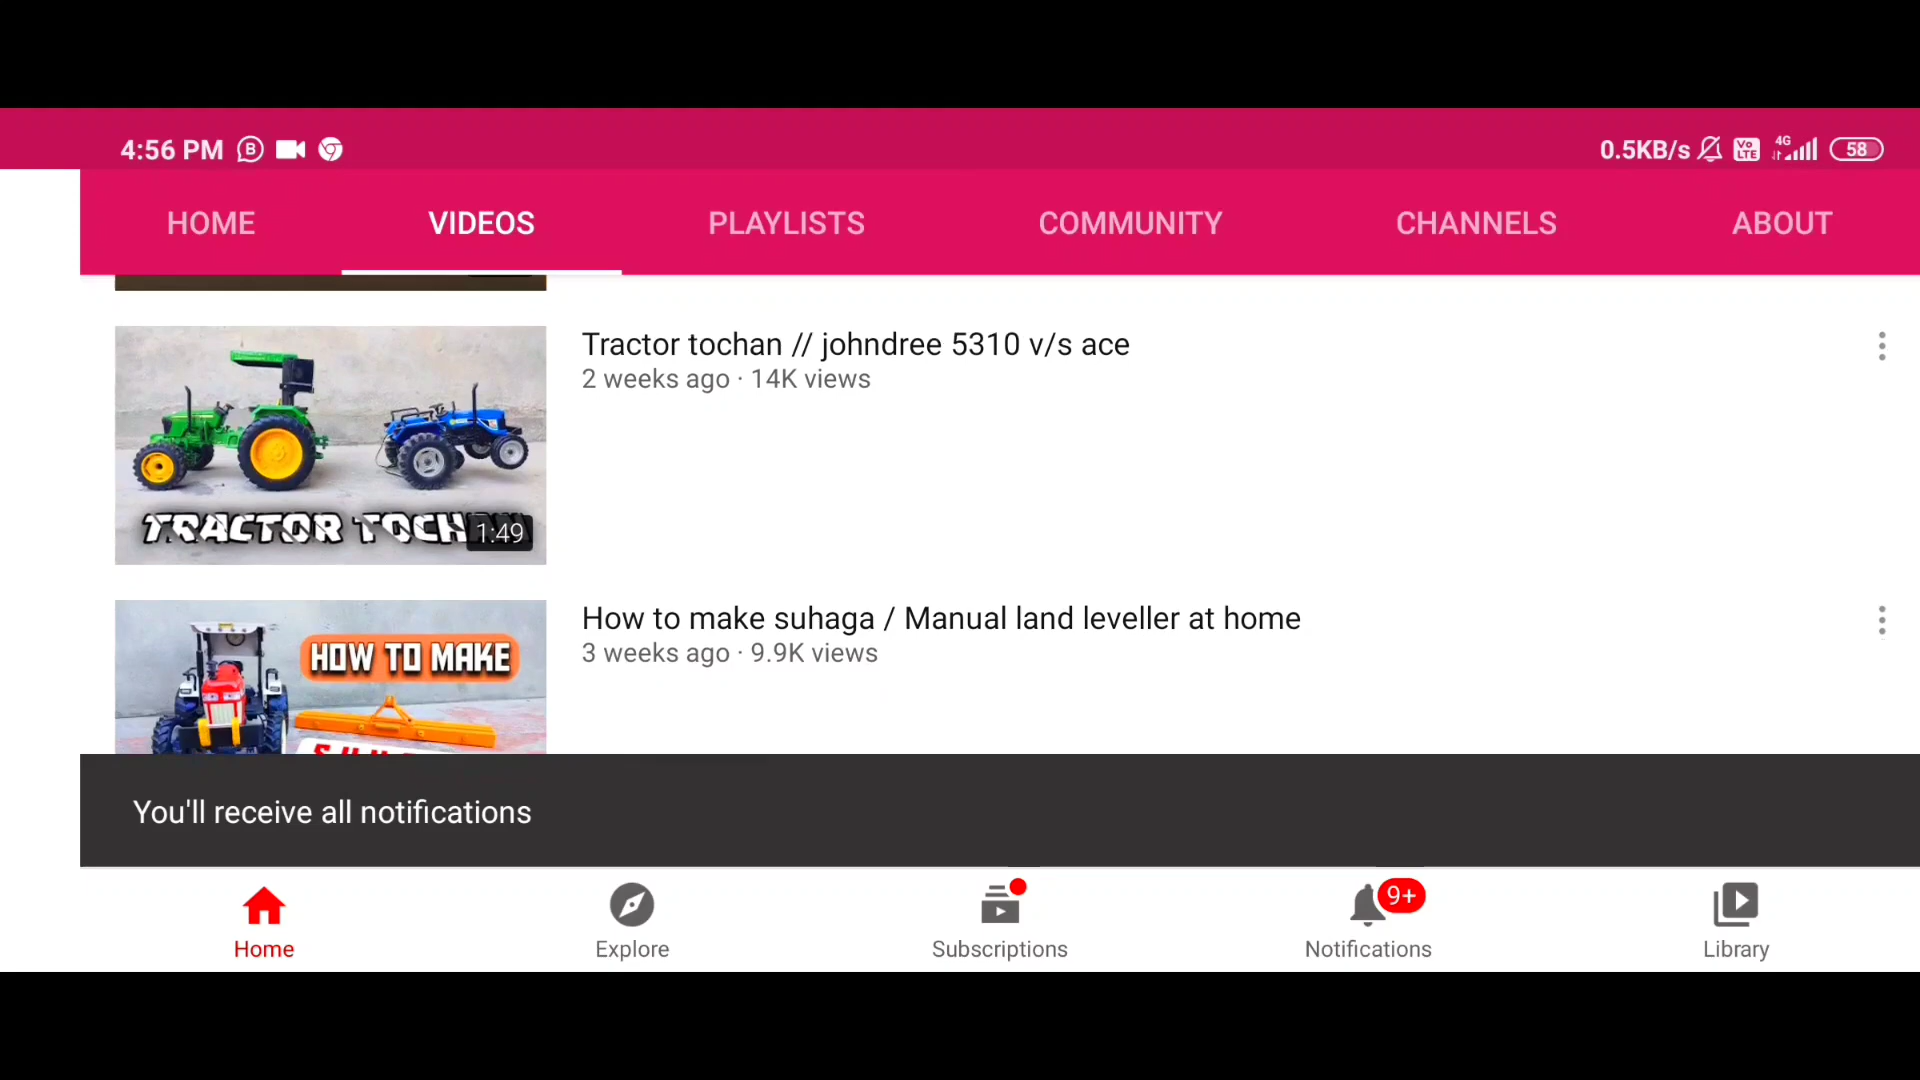 4:56 PM
0.5KB/s
Vo LTE
4G
58
HOME
VIDEOS
PLAYLISTS
COMMUNITY
CHANNELS
ABOUT
Tractor tochan // johndree 5310 v/s ace
2 weeks ago · 14K views
TRACTOR
1:49
How to make suhaga / Manual land leveller at home
3 weeks ago · 9.9K views
HOW TO MAKE
You'll receive all notifications
9+
Home
Explore
Subscriptions
Notifications
Library